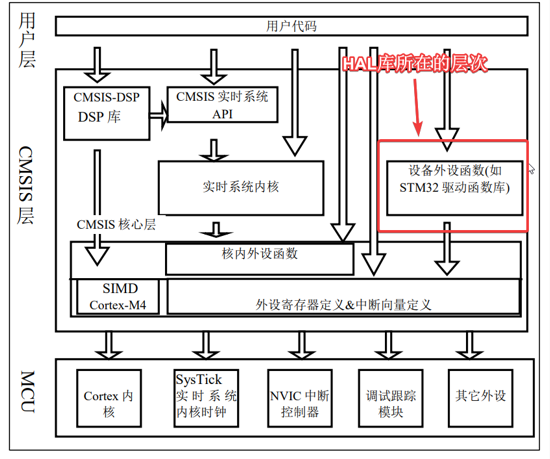 用户层
用户代码
HAL库所在的层次
CMSIS层
CMSIS-DSP
DSP 库
CMSIS 实时系统
API
实时系统内核
设备外设函数(如
STM32 驱动函数库)
CMSIS 核心层
核内外设函数
SIMD
Cortex-M4
外设寄存器定义&中断向量定义
MCU
Cortex 内
核
SysTick
实时系统
内核时钟
NVIC 中断
控制器
调试跟踪
模块
其它外设